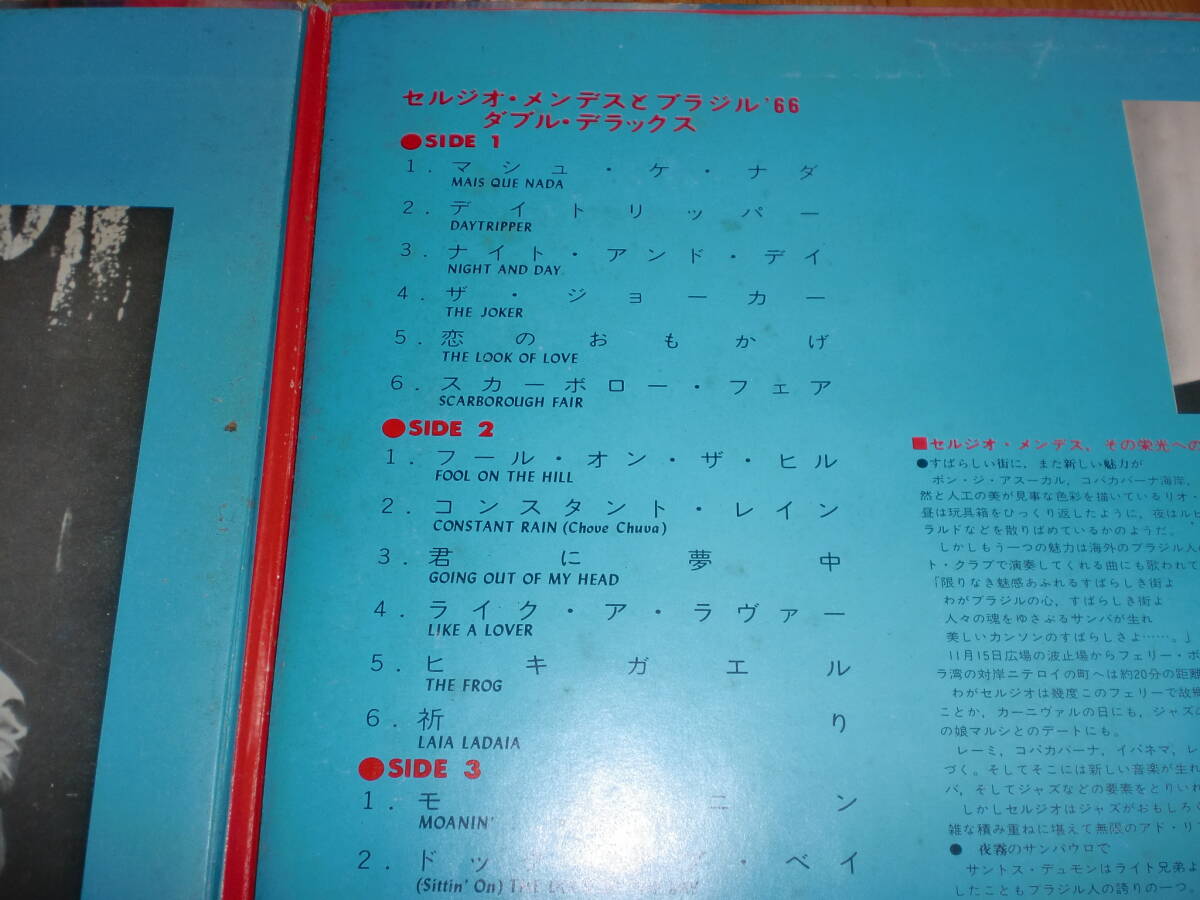 セルジオ・メンデスとブラジル'66
ダブル・デラックス
●SIDE 1
1. マシュ・ケ・ナダ
MAIS QUE NADA
2. デイトリッパー
DAYTRIPPER
3. ナイト・アンド・デイ
NIGHT AND DAY
4. ザ・ジョーカー
THE JOKER
5. 恋のおもかげ
THE LOOK OF LOVE
6. スカーボロー・フェア
SCARBOROUGH FAIR
●SIDE 2
1. フール・オン・ザ・ヒル
FOOL ON THE HILL
2. コンスタント・レイン
CONSTANT RAIN (Chove Chuva)
3. 君に夢中
GOING OUT OF MY HEAD
4. ライク・ア・ラヴァー
LIKE A LOVER
5. ヒキガエル
THE FROG
6. 祈り
LAIA LADAIA
●SIDE 3
1. モーニン
MOANIN'
2. ドッ ・ベイ
(Sittin' On) THE BAY
■セルジオ・メンデス，その栄光への
●すばらしい街に，また新しい魅力が
ポン・ジ・アスーカル，コパカバーナ海岸，
然と人工の美が見事な色彩を描いているリオ・
昼は玩具箱をひっくり返したように，夜はルビ
ラルドなどを散りばめているかのようだ。
しかしもう一つの魅力は海外のブラジル人の
ト・クラブで演奏してくれる曲にも歌われて
「限りなき魅惑あふれるすばらしき街よ
わがブラジルの心，すばらしき街よ
人々の魂をゆさぶるサンバが生れ
美しいカンソンのすばらしさよ……。」
11月15日広場の波止場からフェリー・ボ
ラ湾の対岸ニテロイの町へは約20分の距離
わがセルジオは幾度このフェリーで故郷
ことか，カーニヴァルの日にも，ジャズの
の娘マルシとのデートにも。
レーミ，コパカバーナ，イパネマ，レ
づく。そしてそこには新しい音楽が生れ
バ，そしてジャズなどの要素をとりいれ
しかしセルジオはジャズがおもしろく
雑な積み重ねに堪えて無限のアド・リブ
● 夜霧のサンパウロで
サントス・デュモンはライト兄弟よ
したこともブラジル人の誇りの一つ。